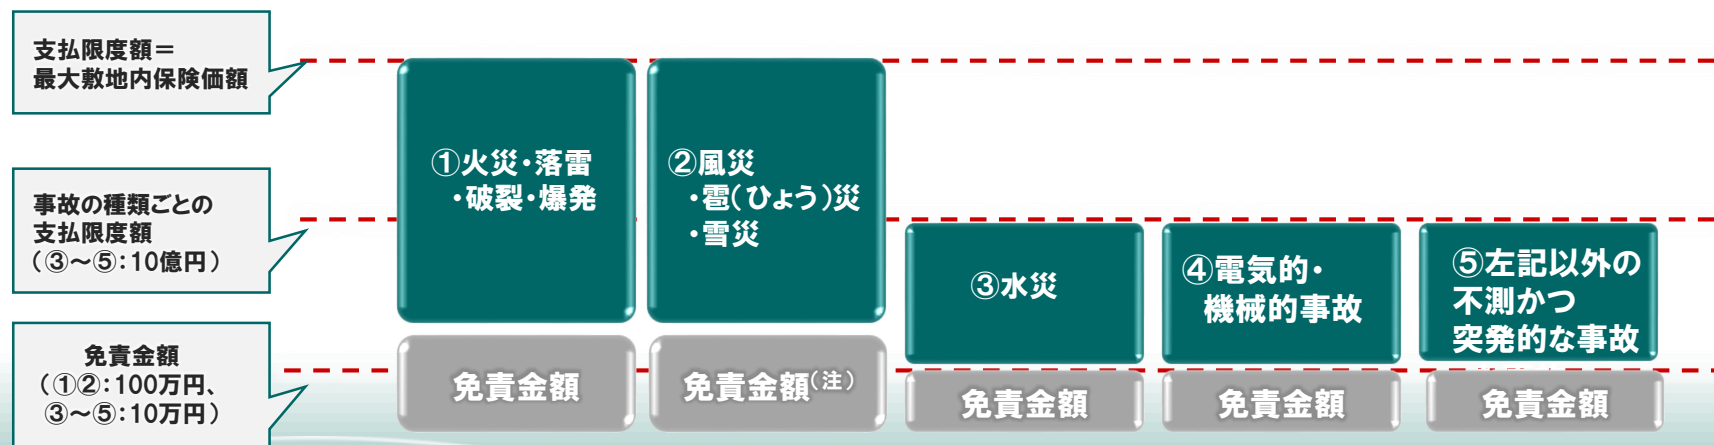 支払限度額＝
最大敷地内保険価額
事故の種類ごとの
支払限度額
（③～⑤：10億円）
免責金額
（①②：100万円、
③～⑤：10万円）
①火災・落雷
・破裂・爆発
②風災
・雹（ひょう）災
・雪災
③水災
④電気的・
機械的事故
⑤左記以外の
不測かつ
突発的な事故
免責金額
免責金額（注）
免責金額
免責金額
免責金額